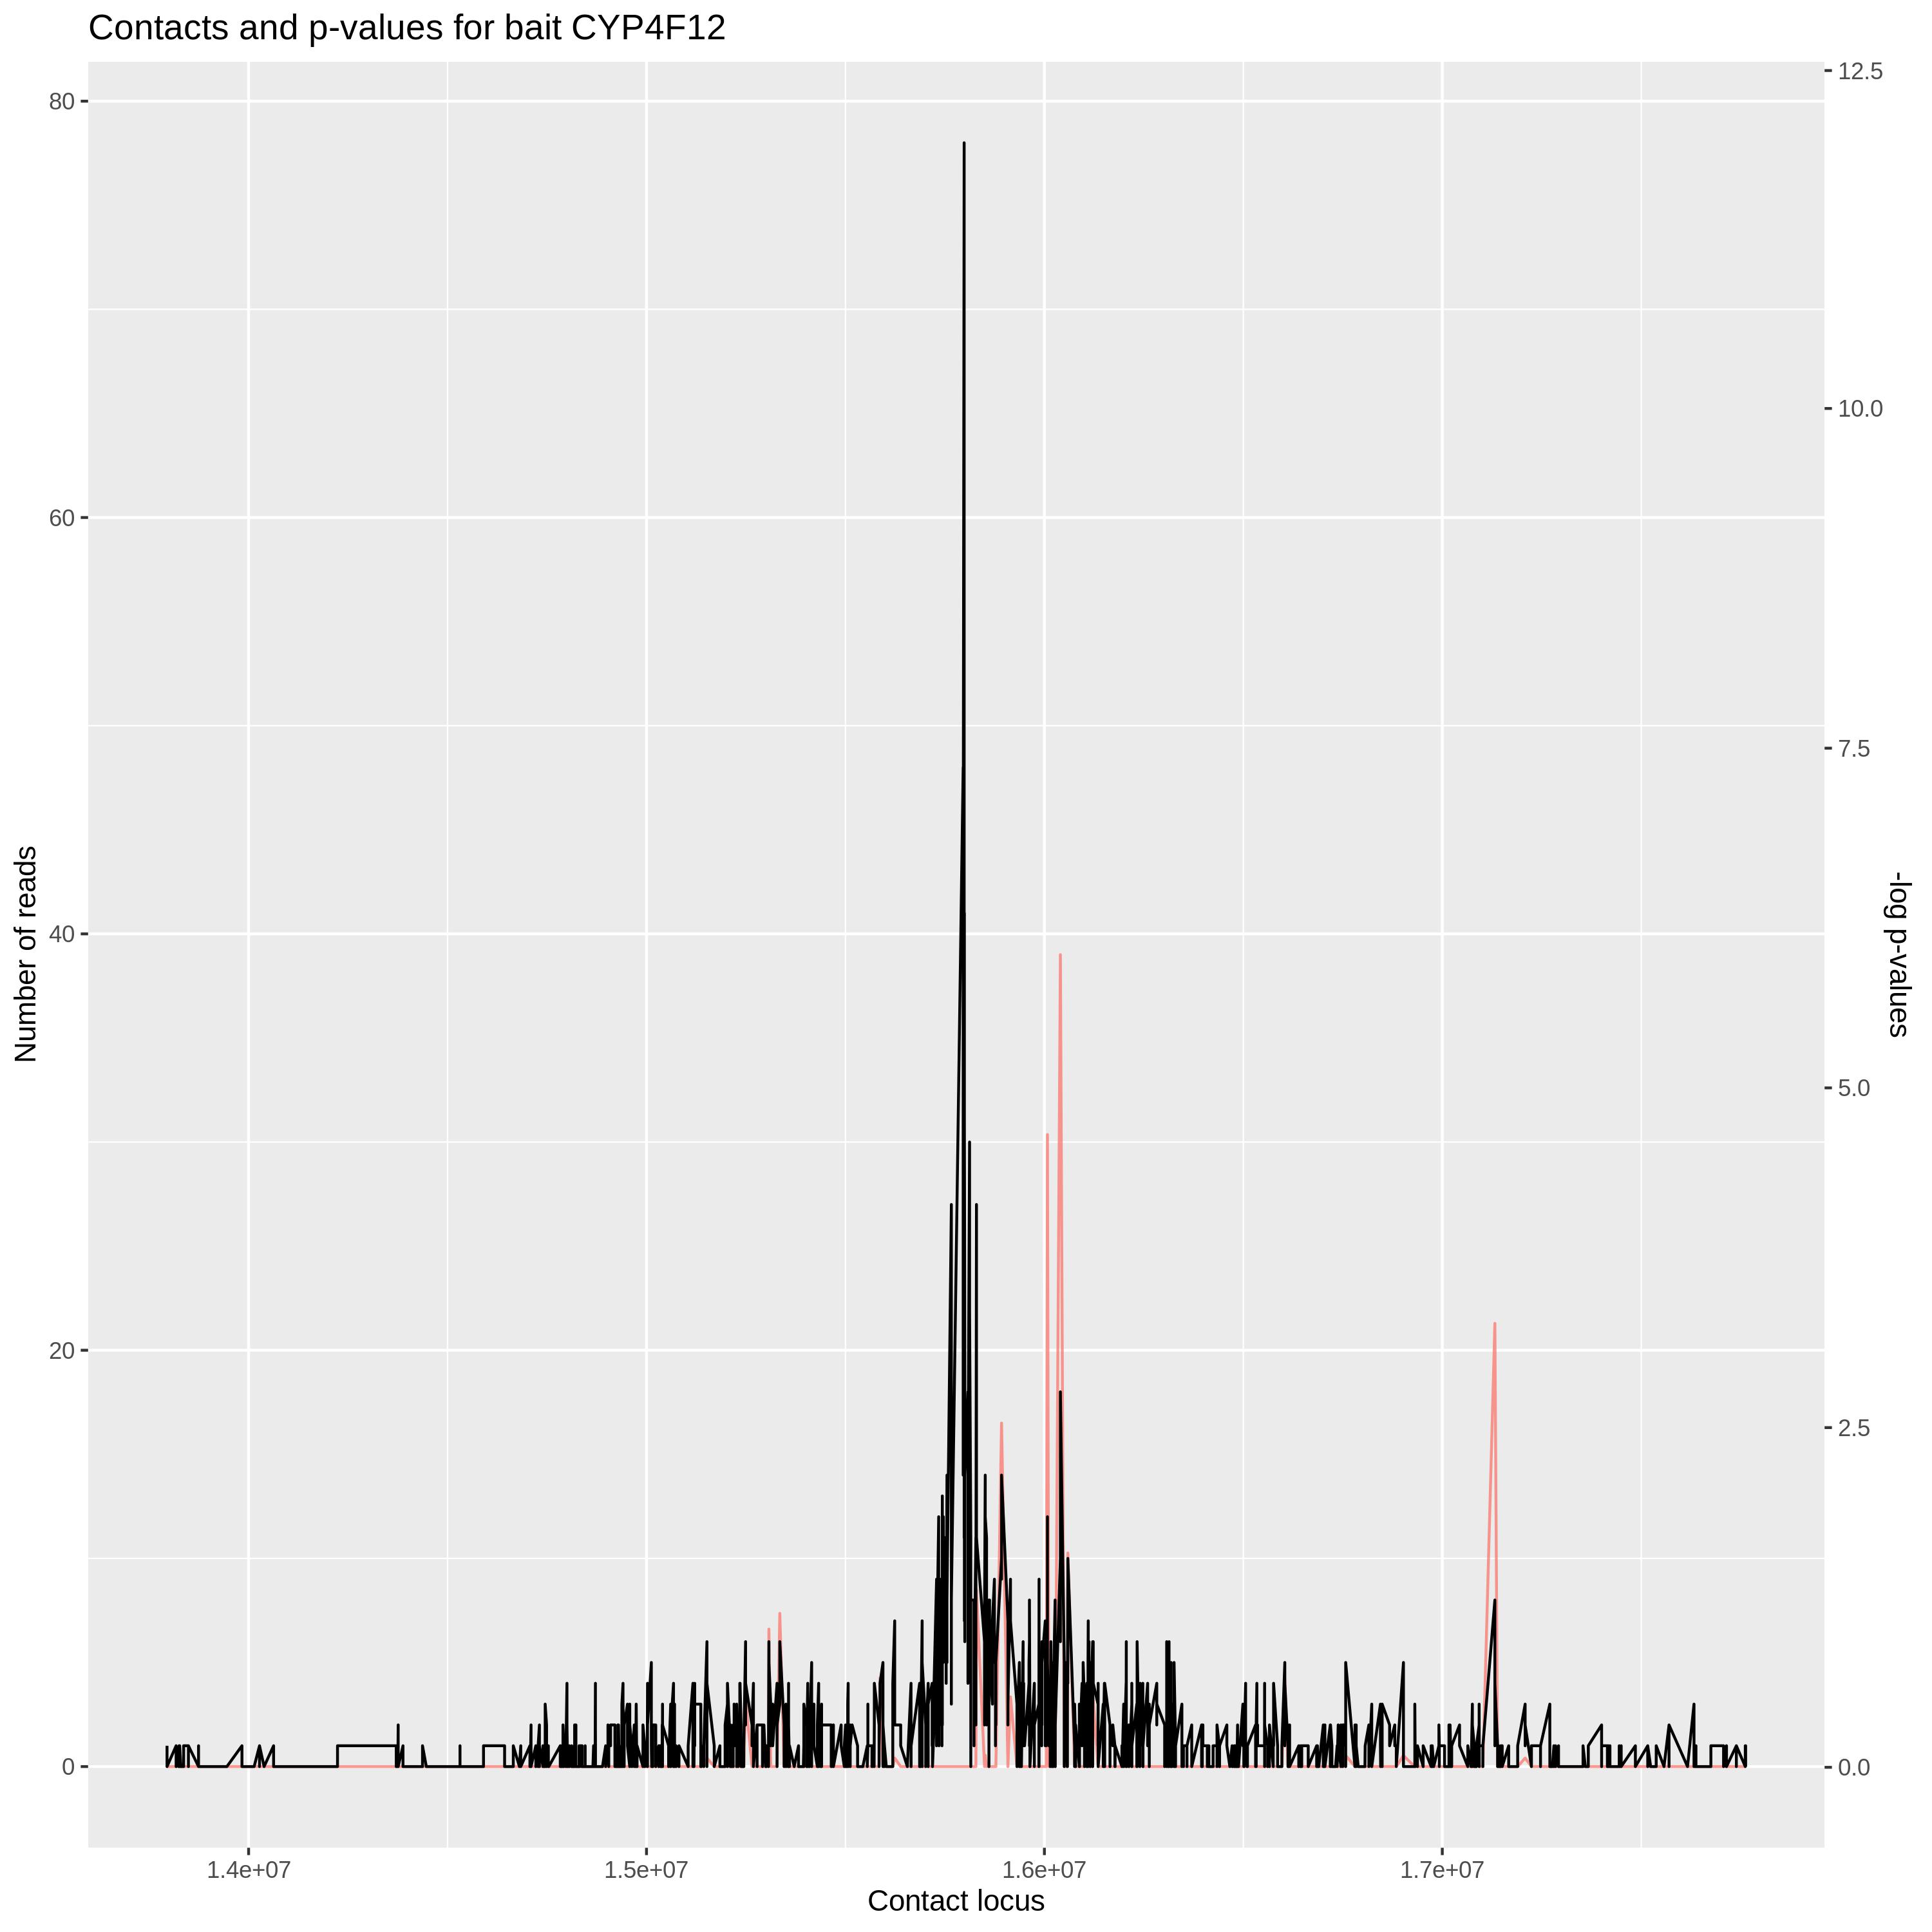 Contacts and p-values for bait CYP4F12
80
60
40
20
0
Number of reads
12.5
10.0
7.5
5.0
2.5
0.0
-log p-values
1.4e+07
1.5e+07
1.6e+07
1.7e+07
Contact locus